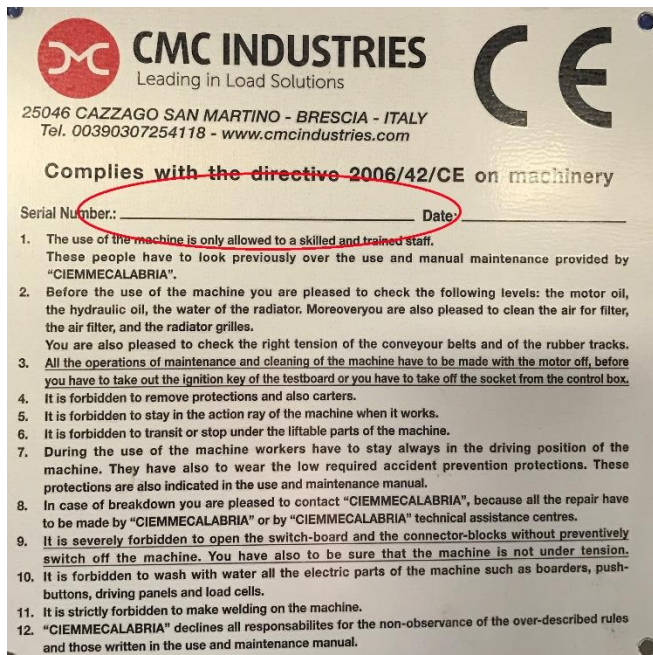 CMC INDUSTRIES
Leading in Load Solutions
CE
25046 CAZZAGO SAN MARTINO - BRESCIA - ITALY
Tel. 00390307254118 - www.cmcindustries.com
Complies with the directive 2006/42/CE on machinery
Serial Number.: Date:
1. The use of the machine is only allowed to a skilled and trained staff.
These people have to look previously over the use and manual maintenance provided by
“CIEMMECALABRIA”.
2. Before the use of the machine you are pleased to check the following levels: the motor oil,
the hydraulic oil, the water of the radiator. Moreoveryou are also pleased to clean the air for filter,
the air filter, and the radiator grilles.
You are also pleased to check the right tension of the conveyour belts and of the rubber tracks.
3. All the operations of maintenance and cleaning of the machine have to be made with the motor off, before
you have to take out the ignition key of the testboard or you have to take off the socket from the control box.
4. It is forbidden to remove protections and also carters.
5. It is forbidden to stay in the action ray of the machine when it works.
6. It is forbidden to transit or stop under the liftable parts of the machine.
7. During the use of the machine workers have to stay always in the driving position of the
machine. They have also to wear the low required accident prevention protections. These
protections are also indicated in the use and maintenance manual.
8. In case of breakdown you are pleased to contact “CIEMMECALABRIA”, because all the repair have
to be made by “CIEMMECALABRIA” or by “CIEMMECALABRIA” technical assistance centres.
9. It is severely forbidden to open the switch-board and the connector-blocks without preventively
switch off the machine. You have also to be sure that the machine is not under tension.
10. It is forbidden to wash with water all the electric parts of the machine such as boarders, push-
buttons, driving panels and load cells.
11. It is strictly forbidden to make welding on the machine.
12. “CIEMMECALABRIA” declines all responsabilites for the non-observance of the over-described rules
and those written in the use and maintenance manual.